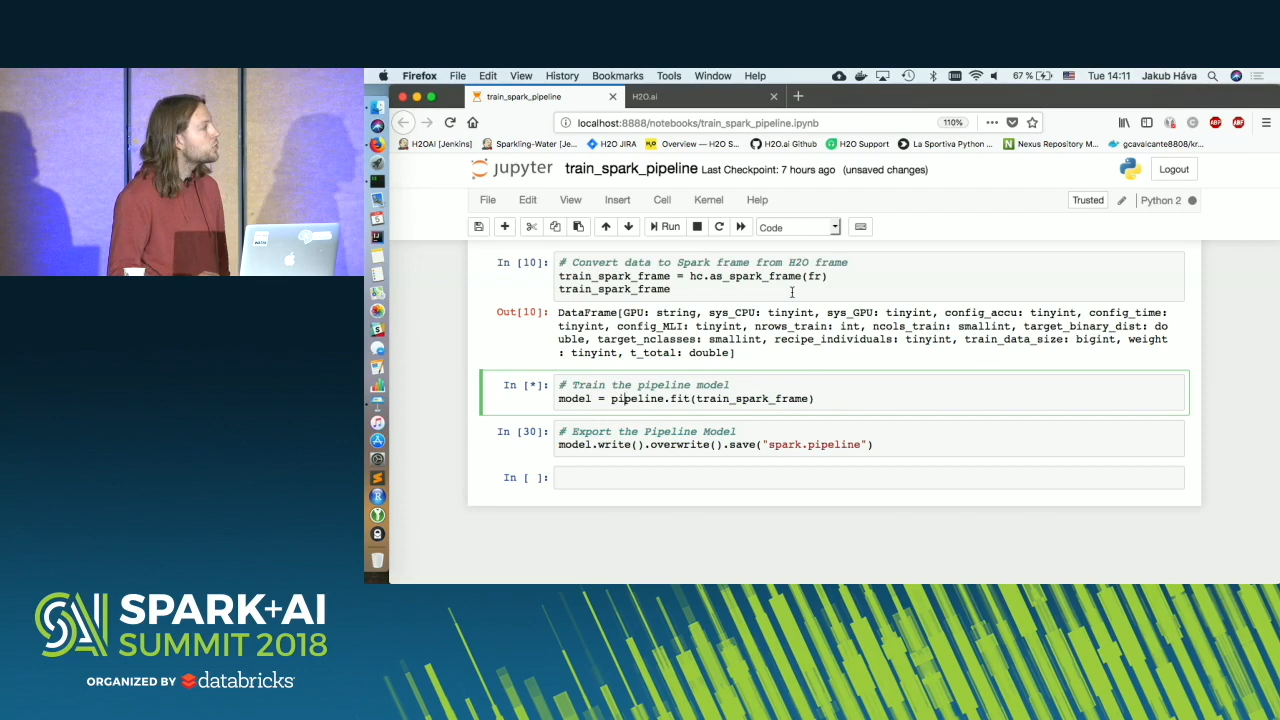 Firefox File Edit View History Bookmarks Tools Window Help 67 % Tue 14:11 Jakub Háva
train_spark_pipeline H2O.ai
localhost:8888/notebooks/train_spark_pipeline.ipynb 110%
H2OAI [Jenkins] Sparkling-Water [Je... H2O JIRA Overview — H2O S... H2O.ai Github H2O Support La Sportiva Python ... Nexus Repository M... gcavalcante8808/kr...
jupyter train_spark_pipeline Last Checkpoint: 7 hours ago (unsaved changes) Logout
File Edit View Insert Cell Kernel Help Trusted Python 2
Run Code
In [10]: # Convert data to Spark frame from H2O frame
train_spark_frame = hc.as_spark_frame(fr)
train_spark_frame
Out[10]: DataFrame[GPU: string, sys_CPU: tinyint, sys_GPU: tinyint, config_accu: tinyint, config_time:
tinyint, config_MLI: tinyint, nrows_train: int, ncols_train: smallint, target_binary_dist: do
uble, target_nclasses: smallint, recipe_individuals: tinyint, train_data_size: bigint, weight
: tinyint, t_total: double]
In [*]: # Train the pipeline model
model = pipeline.fit(train_spark_frame)
In [30]: # Export the Pipeline Model
model.write().overwrite().save("spark.pipeline")
In [ ]:
SPARK+AI
SUMMIT 2018
ORGANIZED BY databricks